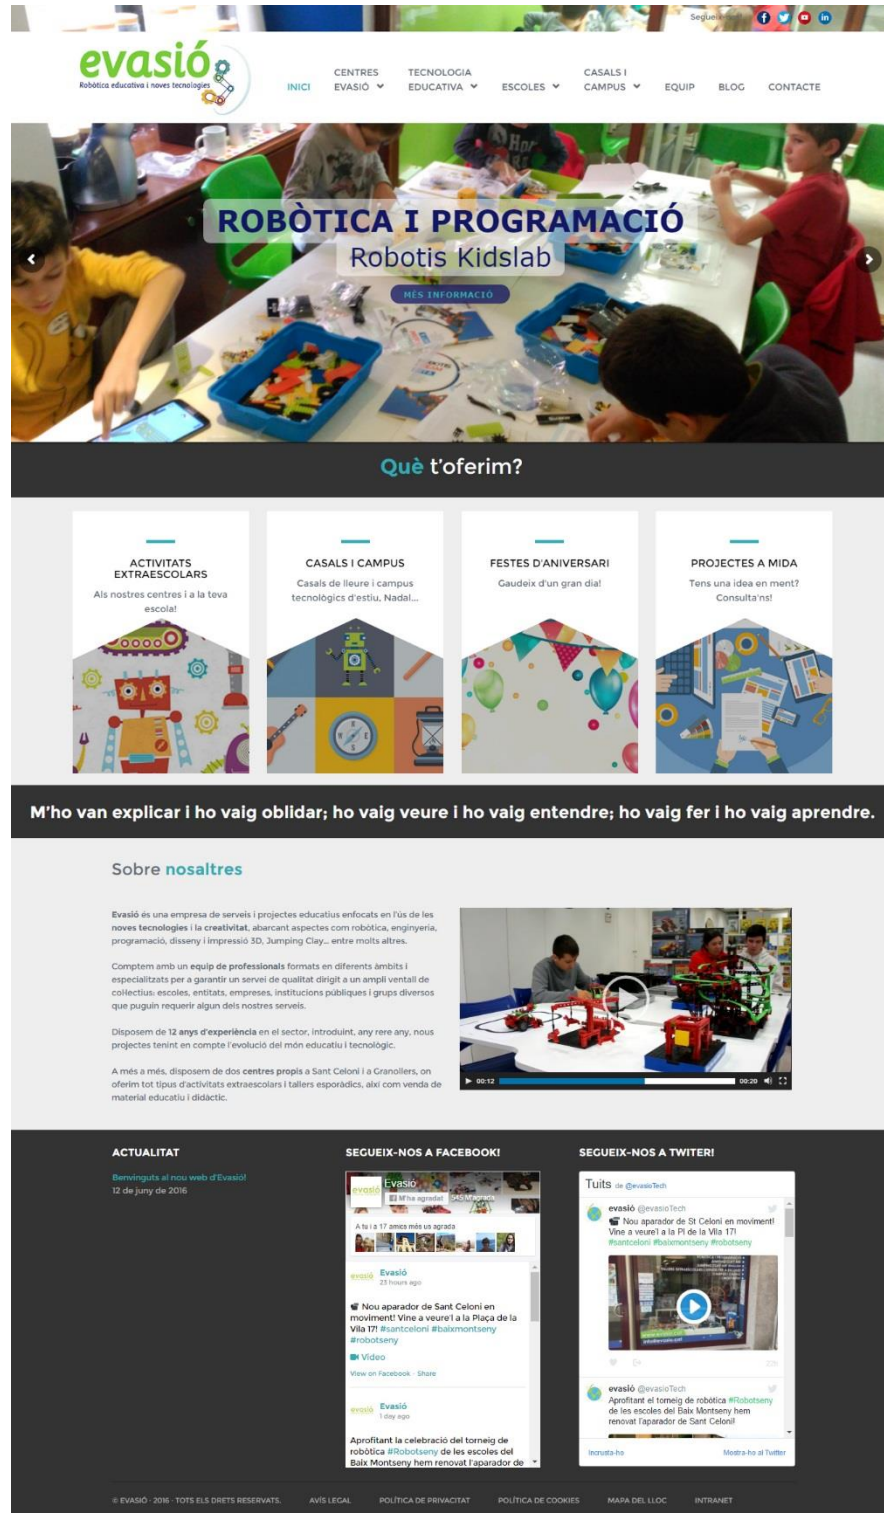 evasió
Robòtica educativa i noves tecnologies
INICI
CENTRES
EVASIÓ
TECNOLOGIA
EDUCATIVA
ESCOLES
CASALS I
CAMPUS
EQUIP
BLOG
CONTACTE
ROBÒTICA I PROGRAMACIÓ
Robotis Kidslab
MÉS INFORMACIÓ
Què t'oferim?
ACTIVITATS
EXTRAESCOLARS
Als nostres centres i a la teva
escola!
CASALS I CAMPUS
Casals de lleure i campus
tecnològics d'estiu, Nadal...
FESTES D'ANIVERSARI
Gaudeix d'un gran dia!
PROJECTES A MIDA
Tens una idea en ment?
Consulta'ns!
M'ho van explicar i ho vaig oblidar; ho vaig veure i ho vaig entendre; ho vaig fer i ho vaig aprendre.
Sobre nosaltres
Evasió és una empresa de serveis i projectes educatius enfocats en l'ús de les
noves tecnologies i la creativitat, abarcant aspectes com robòtica, enginyeria,
programació, disseny i impressió 3D, Jumping Clay... entre molts altres.
Comptem amb un equip de professionals formats en diferents àmbits i
especialitzats per a garantir un servei de qualitat dirigit a un ampli ventall de
col·lectius: escoles, entitats, empreses, institucions públiques i grups diversos
que puguin requerir algun dels nostres serveis.
Disposem de 12 anys d'experiència en el sector, introduint, any rere any, nous
projectes tenint en compte l'evolució del món educatiu i tecnològic.
A més a més, disposem de dos centres propis a Sant Celoni i a Granollers, on
oferim tot tipus d'activitats extraescolars i tallers esporàdics, així com venda de
material educatiu i didàctic.
00:12
00:20
ACTUALITAT
Benvinguts al nou web d'Evasió!
12 de juny de 2016
SEGUEIX-NOS A FACEBOOK!
evasió
Evasió
M'ha agradat
545 M'agrada
A tu i a 17 amics més us agrada
evasió
Evasió
23 hours ago
Nou aparador de Sant Celoni en
moviment! Vine a veure'l a la Plaça de la
Vila 17! #santceloni #baixmontseny
#robotseny
Vídeo
View on Facebook · Share
evasió
Evasió
1 day ago
Aprofitant la celebració del torneig de
robòtica #Robotseny de les escoles del
Baix Montseny hem renovat l'aparador de
SEGUEIX-NOS A TWITER!
Tuits de @evasioTech
evasió @evasioTech
Nou aparador de St Celoni en moviment!
Vine a veure'l a la Pl de la Vila 17!
#santceloni #baixmontseny #robotseny
22h
evasió @evasioTech
Aprofitant el torneig de robòtica #Robotseny
de les escoles del Baix Montseny hem
renovat l'aparador de Sant Celoni!
Incrusta-ho
Mostra-ho al Twitter
© EVASIÓ · 2016 · TOTS ELS DRETS RESERVATS.
AVÍS LEGAL
POLÍTICA DE PRIVACITAT
POLÍTICA DE COOKIES
MAPA DEL LLOC
INTRANET